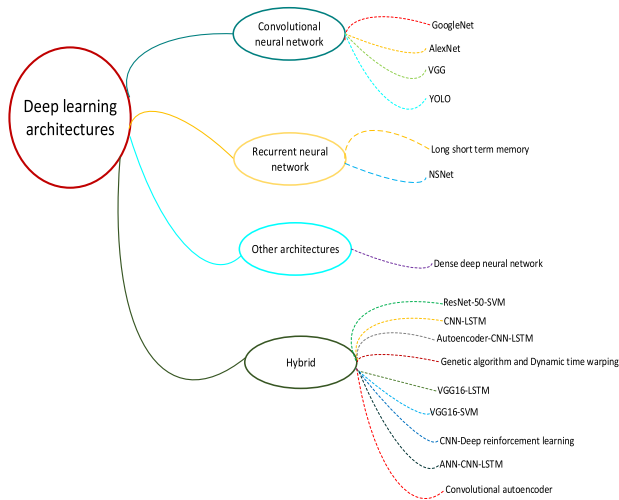 Deep learning
architectures
Convolutional
neural network
GoogleNet
AlexNet
VGG
YOLO
Recurrent neural
network
Long short term memory
NSNet
Other architectures
Dense deep neural network
Hybrid
ResNet-50-SVM
CNN-LSTM
Autoencoder-CNN-LSTM
Genetic algorithm and Dynamic time warping
VGG16-LSTM
VGG16-SVM
CNN-Deep reinforcement learning
ANN-CNN-LSTM
Convolutional autoencoder